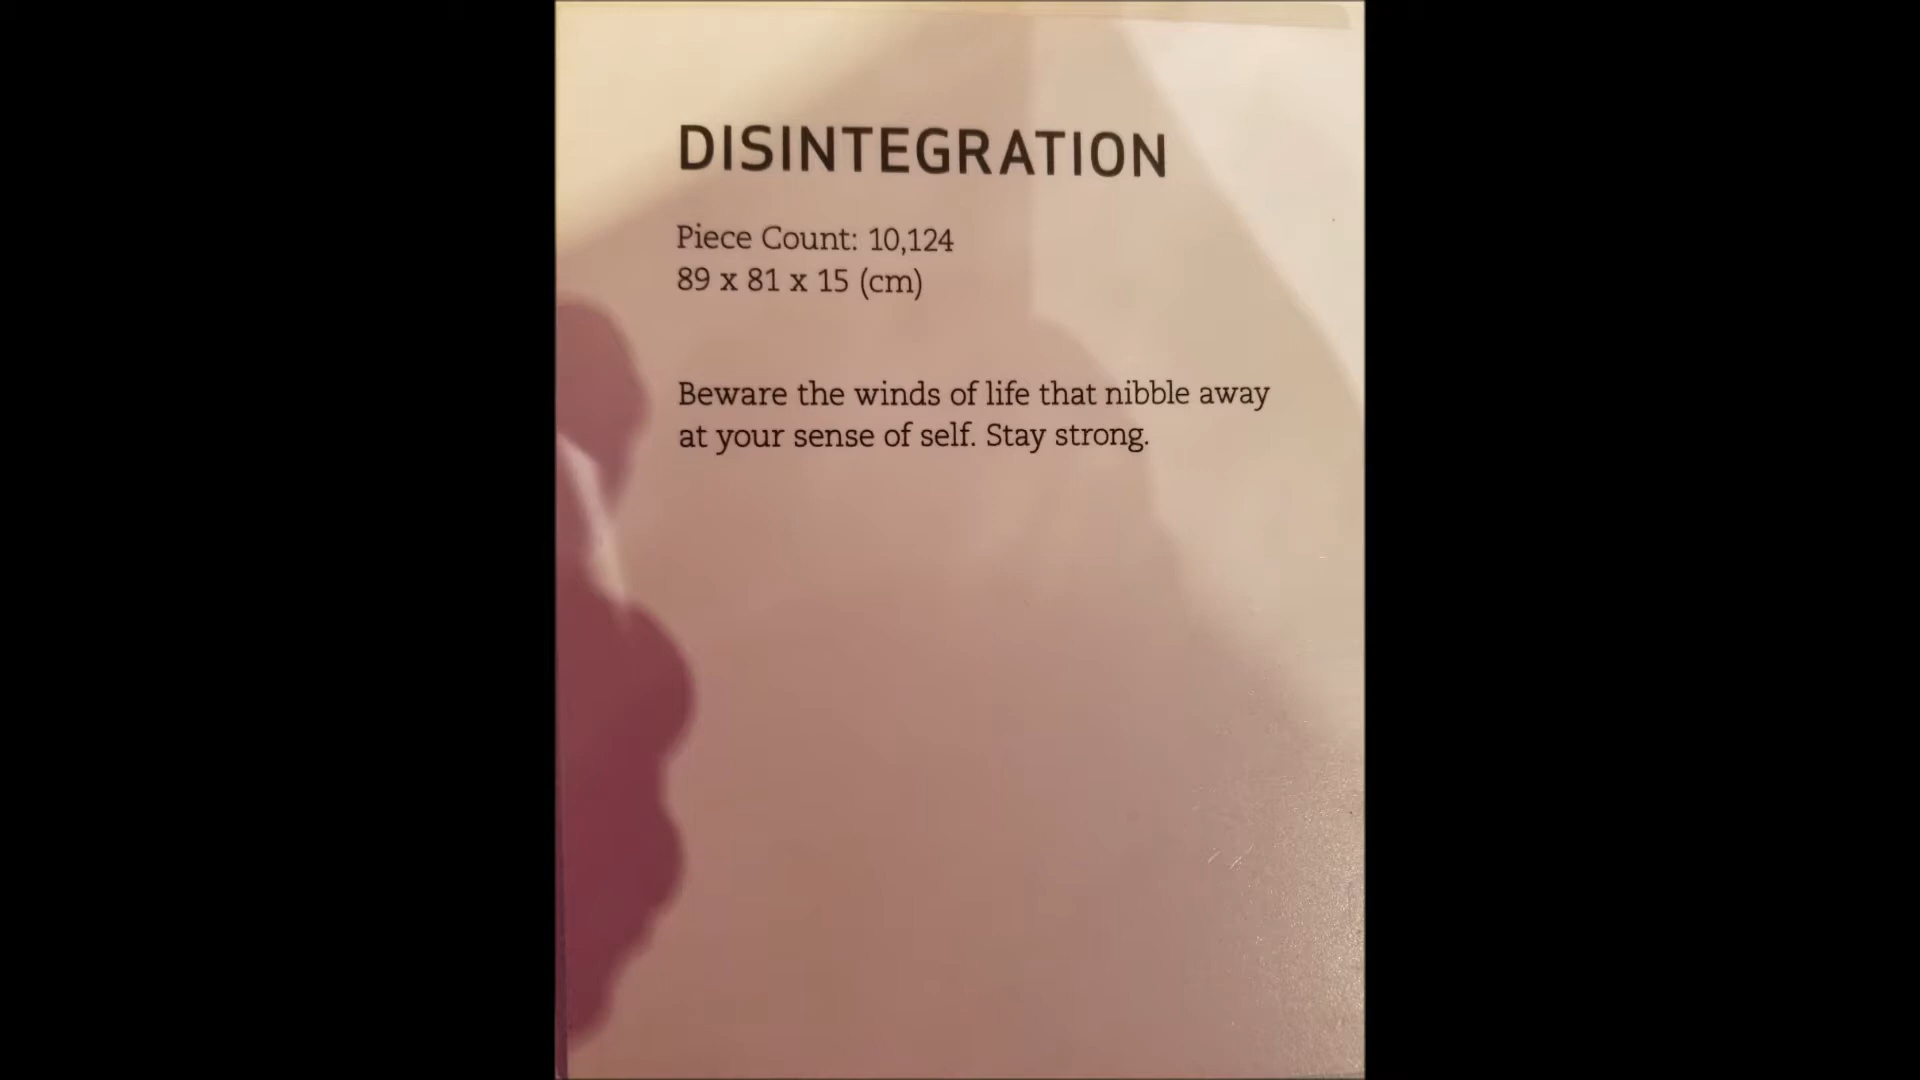 DISINTEGRATION
Piece Count: 10,124
89 x 81 x 15 (cm)
Beware the winds of life that nibble away
at your sense of self. Stay strong.